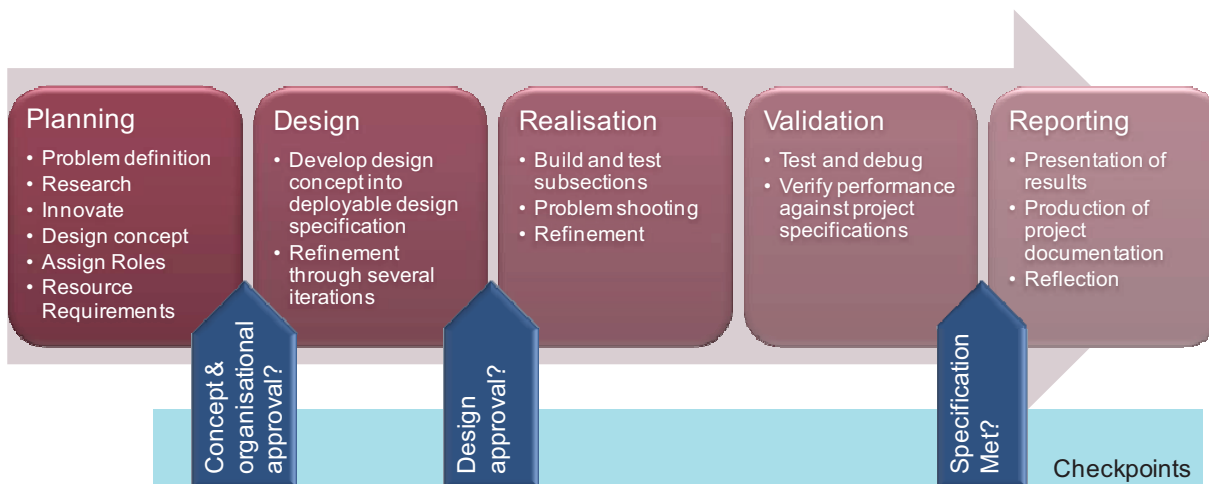 Planning
• Problem definition
• Research
• Innovate
• Design concept
• Assign Roles
• Resource
Requirements
Design
• Develop design
concept into
deployable design
specification
• Refinement
through several
iterations
Realisation
• Build and test
subsections
• Problem shooting
• Refinement
Validation
• Test and debug
• Verify performance
against project
specifications
Reporting
• Presentation of
results
• Production of
project
documentation
• Reflection
Concept &
organisational
approval?
Design
approval?
Specification
Met?
Checkpoints